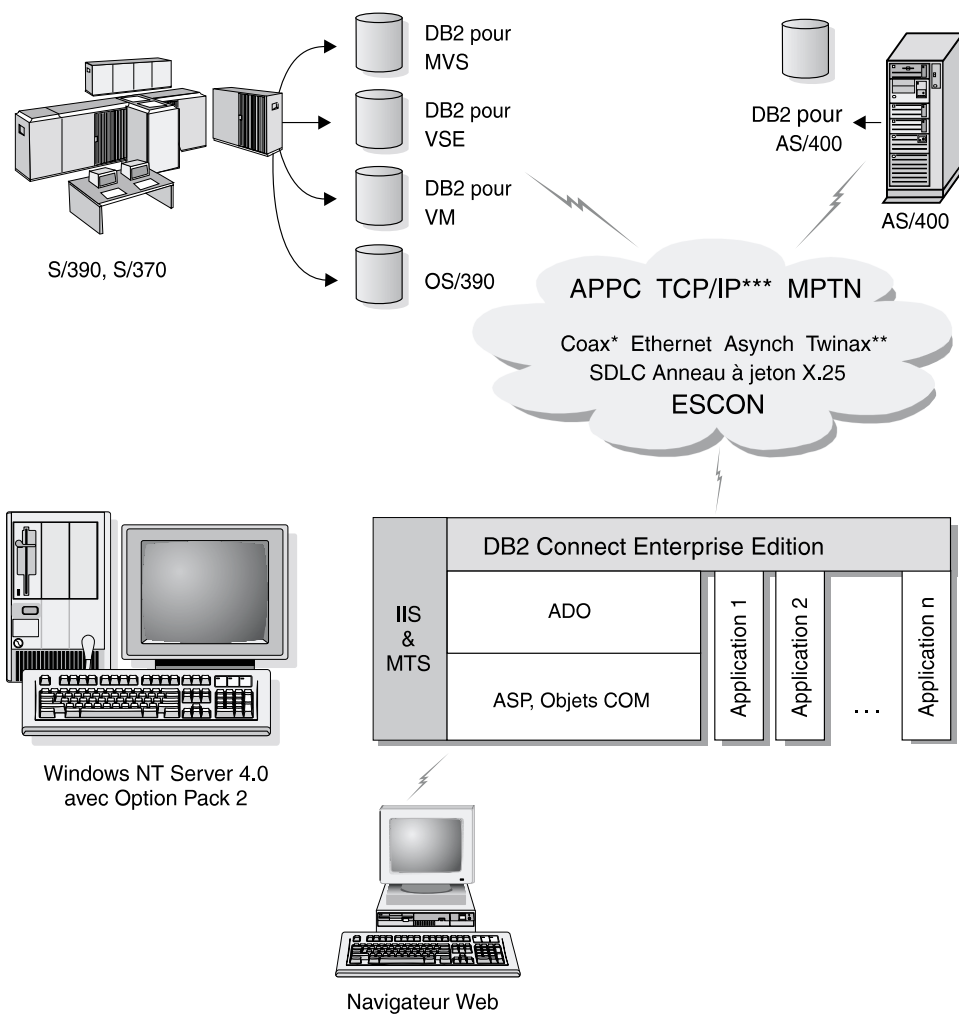 DB2 pour
MVS
DB2 pour
VSE
DB2 pour
VM
OS/390
S/390, S/370
DB2 pour
AS/400
AS/400
APPC TCP/IP*** MPTN
Coax* Ethernet Asynch Twinax**
SDLC Anneau à jeton X.25
ESCON
DB2 Connect Enterprise Edition
IIS
&
MTS
ADO
ASP, Objets COM
Application 1
Application 2
...
Application n
Windows NT Server 4.0
avec Option Pack 2
Navigateur Web